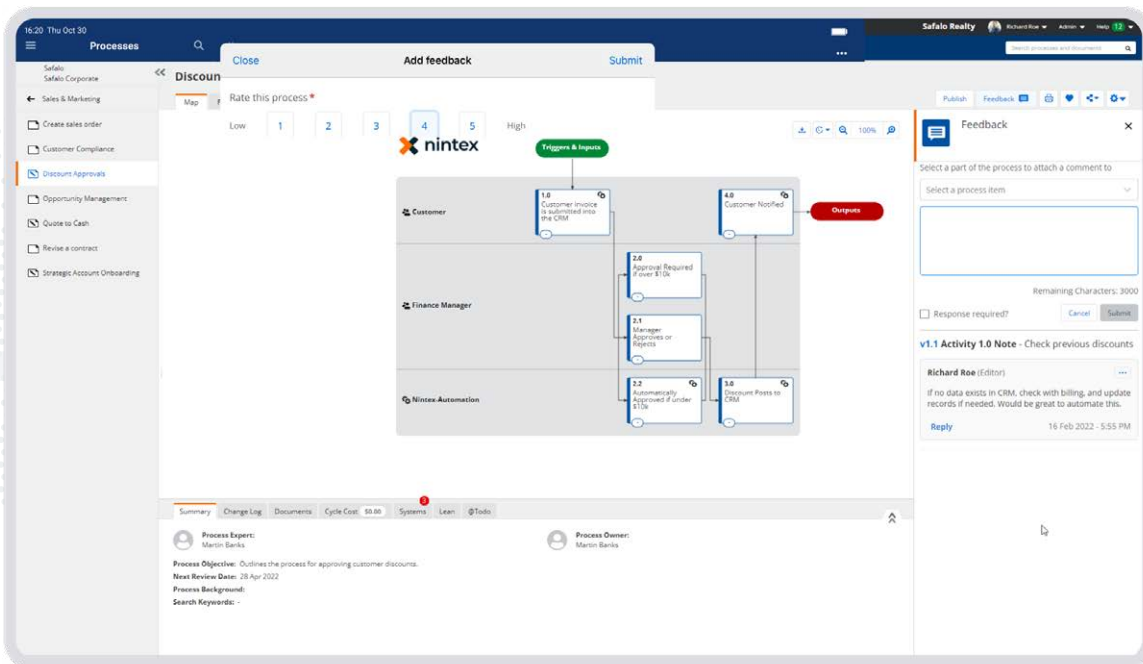 16:20 Thu Oct 30
Processes
Safalo Realty
Richard Roe
Admin
Help
12
Search processes and documents
Close
Add feedback
Submit
Safalo
Safalo Corporate
Sales & Marketing
Create sales order
Customer Compliance
Discount Approvals
Opportunity Management
Quote to Cash
Revise a contract
Strategic Account Onboarding
Discoun
Map
Rate this process *
Low 1 2 3 4 5 High
nintex
Publish
Feedback
100%
Triggers & Inputs
Customer
1.0
Customer Invoice is submitted into the CRM
4.0
Customer Notified
Outputs
Finance Manager
2.0
Approval Required if over $10k
2.1
Manager Approves or Rejects
Nintex Automation
2.2
Automatically Approved if under $10k
3.0
Discount Posts to CRM
Feedback
Select a part of the process to attach a comment to
Select a process item
Remaining Characters: 3000
Response required?
Cancel
Submit
v1.1 Activity 1.0 Note - Check previous discounts
Richard Roe (Editor)
If no data exists in CRM, check with billing, and update
records if needed. Would be great to automate this.
Reply
16 Feb 2022 - 5:55 PM
Summary
Change Log
Documents
Cycle Cost $0.00
Systems
3
Lean
@Todo
Process Expert:
Martin Banks
Process Owner:
Martin Banks
Process Objective: Outlines the process for approving customer discounts.
Next Review Date: 28 Apr 2022
Process Background:
Search Keywords: -